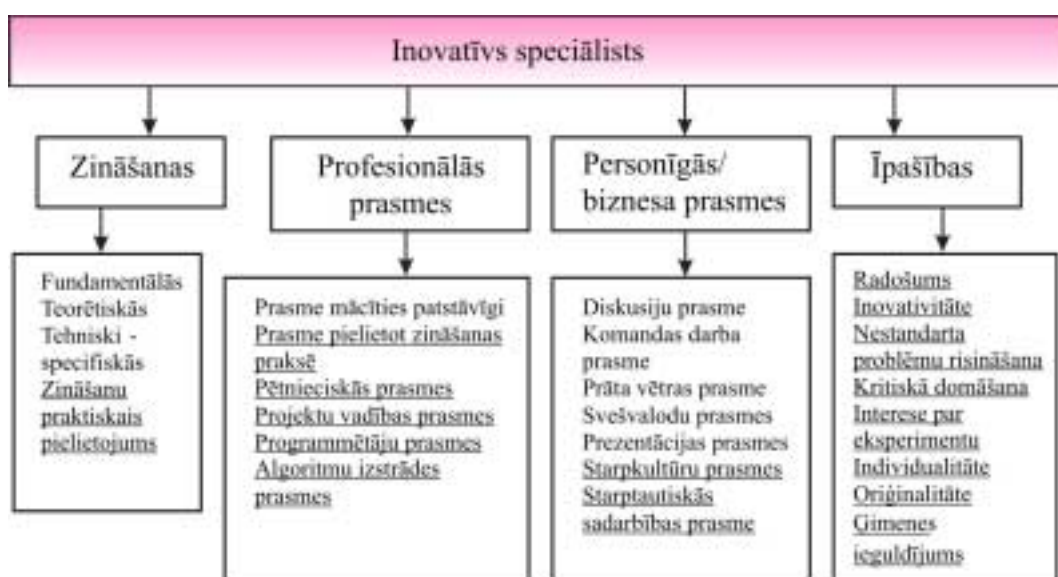 Inovatīvs speciālists
Zināšanas
Fundamentālās
Teorētiskās
Tehniski -
specifiskās
Zināšanu
praktiskais
pielietojums
Profesionālās
prasmes
Prasme mācīties patstāvīgi
Prasme pielietot zināšanas
praksē
Pētnieciskās prasmes
Projektu vadības prasmes
Programmētāju prasmes
Algoritmu izstrādes
prasmes
Personīgās/
biznesa prasmes
Diskusiju prasme
Komandas darba
prasme
Prāta vētras prasme
Svešvalodu prasmes
Prezentācijas prasmes
Starpkultūru prasmes
Starptautiskās
sadarbības prasme
Īpašības
Radošums
Inovativitāte
Nestandarta
problēmu risināšana
Kritiskā domāšana
Interese par
eksperimentu
Individualitāte
Oriģinalitāte
Ģimenes
ieguldījums